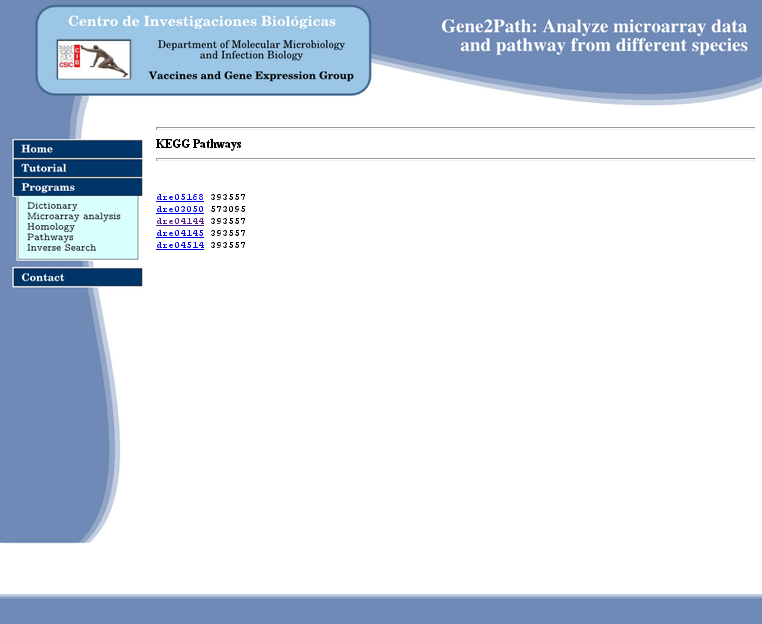 Centro de Investigaciones Biológicas
Department of Molecular Microbiology
and Infection Biology
Vaccines and Gene Expression Group
CSIC
CIB
Gene2Path: Analyze microarray data
and pathway from different species
Home
Tutorial
Programs
Dictionary
Microarray analysis
Homology
Pathways
Inverse Search
Contact
KEGG Pathways
dre05168 393557
dre03050 573095
dre04144 393557
dre04145 393557
dre04514 393557